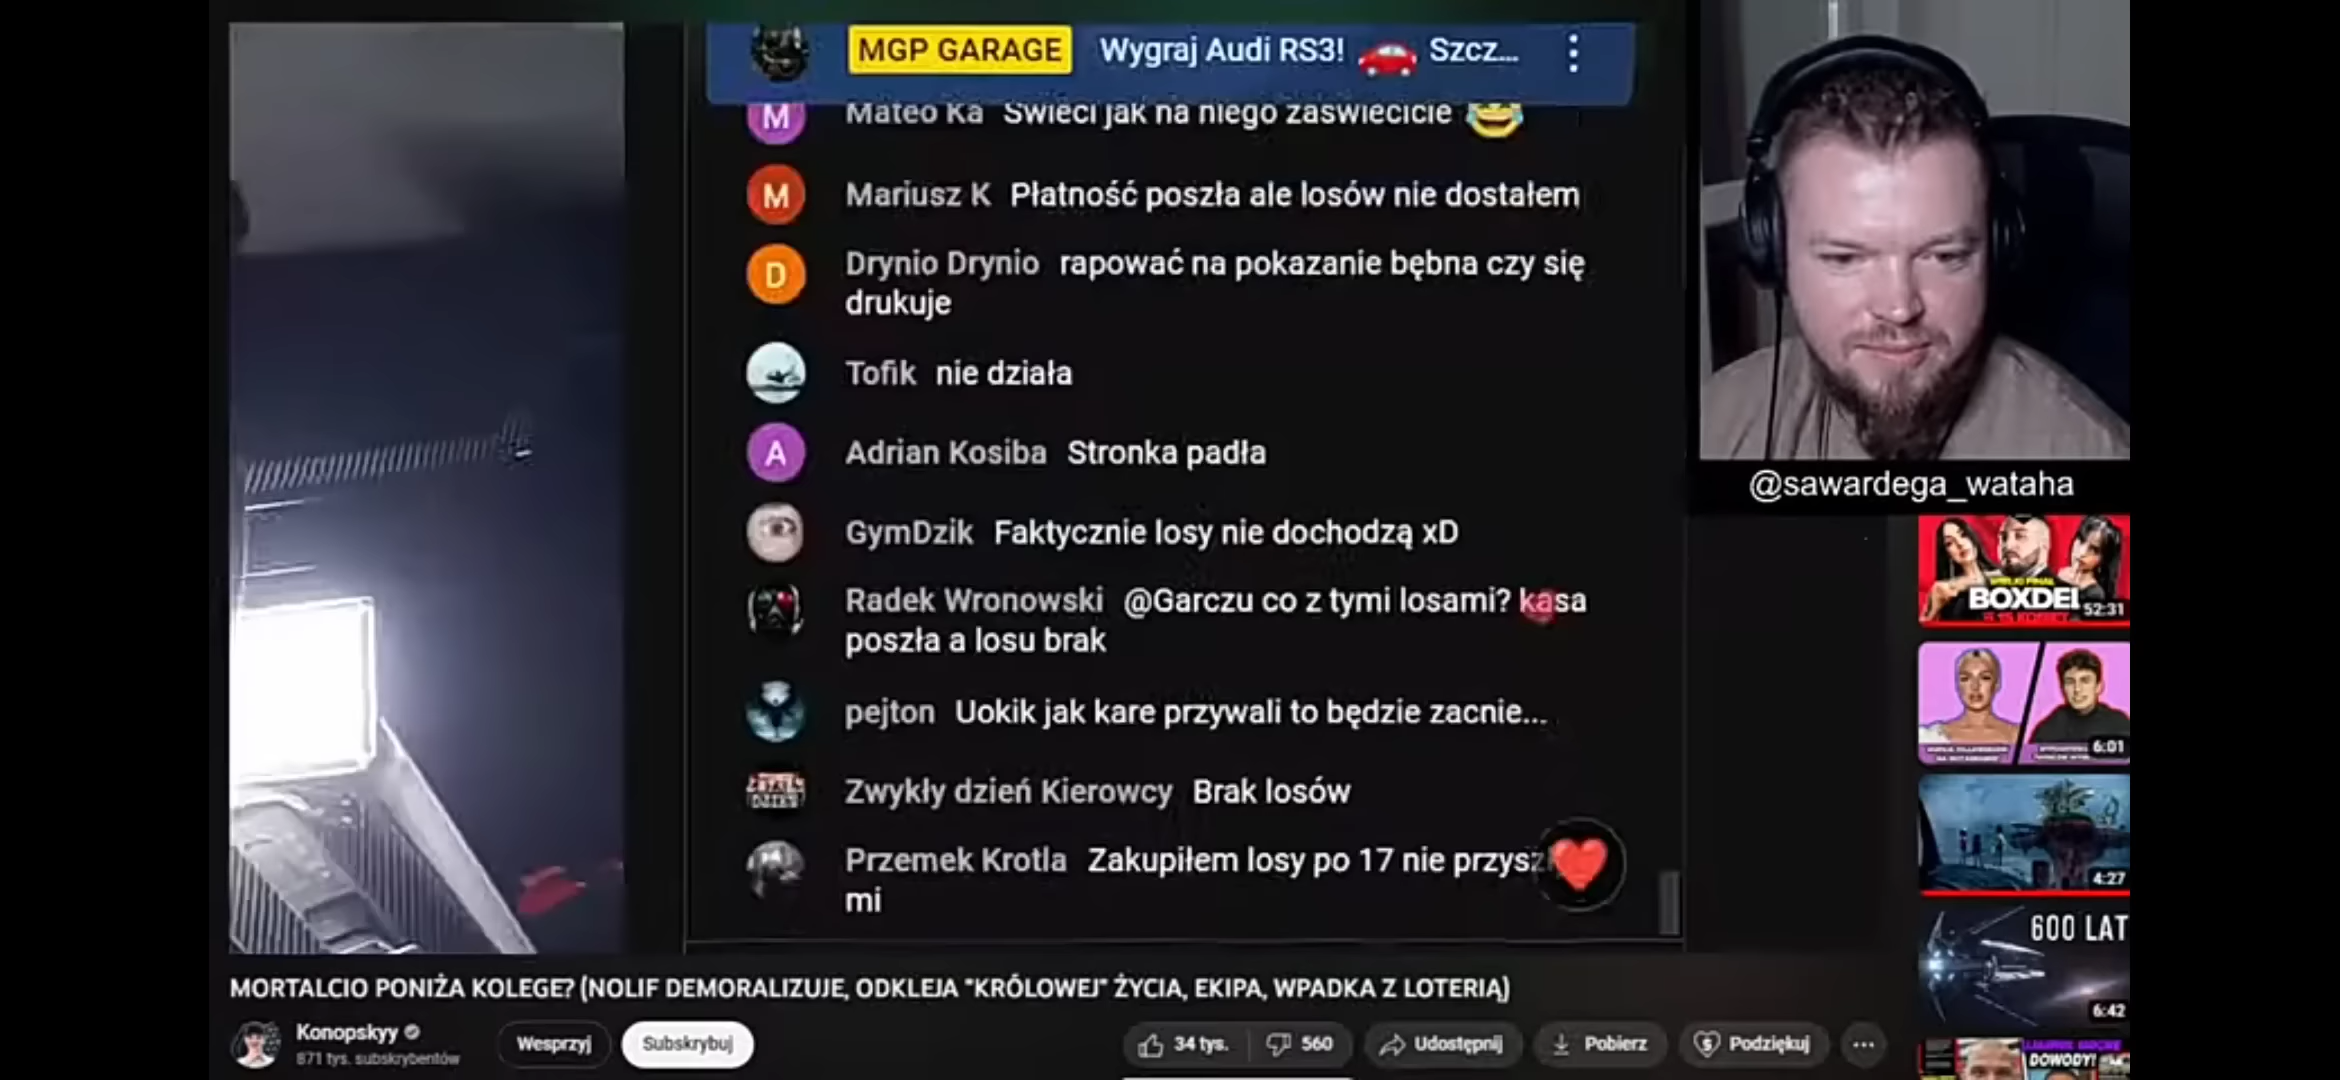 MGP GARAGE Wygraj Audi RS3! 🚗 Szcz...
Mateo Ka Świeci jak na niego zaświecicie 😂
M
Mariusz K Płatność poszła ale losów nie dostałem
M
Drynio Drynio rapować na pokazanie bębna czy się
drukuje
D
Tofik nie działa
Adrian Kosiba Stronka padła
A
GymDzik Faktycznie losy nie dochodzą xD
Radek Wronowski @Garczu co z tymi losami? kasa
poszła a losu brak
pejton Uokik jak kare przywali to będzie zacnie...
Zwykły dzień Kierowcy Brak losów
Przemek Krotla Zakupiłem losy po 17 nie
mi
@sawardega_wataha
BOXDEL
52:31
6:01
4:27
600 LAT
6:42
DOWODY!
MORTALCIO PONIŻA KOLEGE? (NOLIF DEMORALIZUJE, ODKLEJA "KRÓLOWEJ" ŻYCIA, EKIPA, WPADKA Z LOTERIĄ)
Konopskyy
871 tys. subskrybentów
Wesprzyj
Subskrybuj
34 tys.
560
Udostępnij
Pobierz
Podziękuj